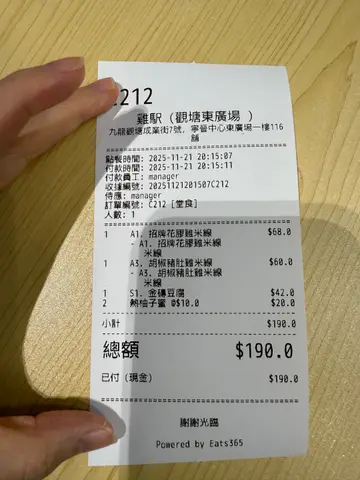 C212
雞駅（觀塘東廣場 ）
九龍觀塘成業街7號, 寧晉中心東廣場一樓116
舖
點餐時間: 2025-11-21 20:15:07
付款時間: 2025-11-21 20:15:11
付款員工: manager
收據編號: 20251121201507C212
侍應: manager
訂單編號: C212 [堂食]
人數: 1
1 A1. 招牌花膠雞米線 $68.0
- A1. 招牌花膠雞米線
米線
1 A3. 胡椒豬肚雞米線 $60.0
- A3. 胡椒豬肚雞米線
米線
1 S1. 金磚豆腐 $42.0
2 熱柚子蜜 @$10.0 $20.0
小計 $190.0
總額 $190.0
已付 (現金) $190.0
謝謝光臨
Powered by Eats365